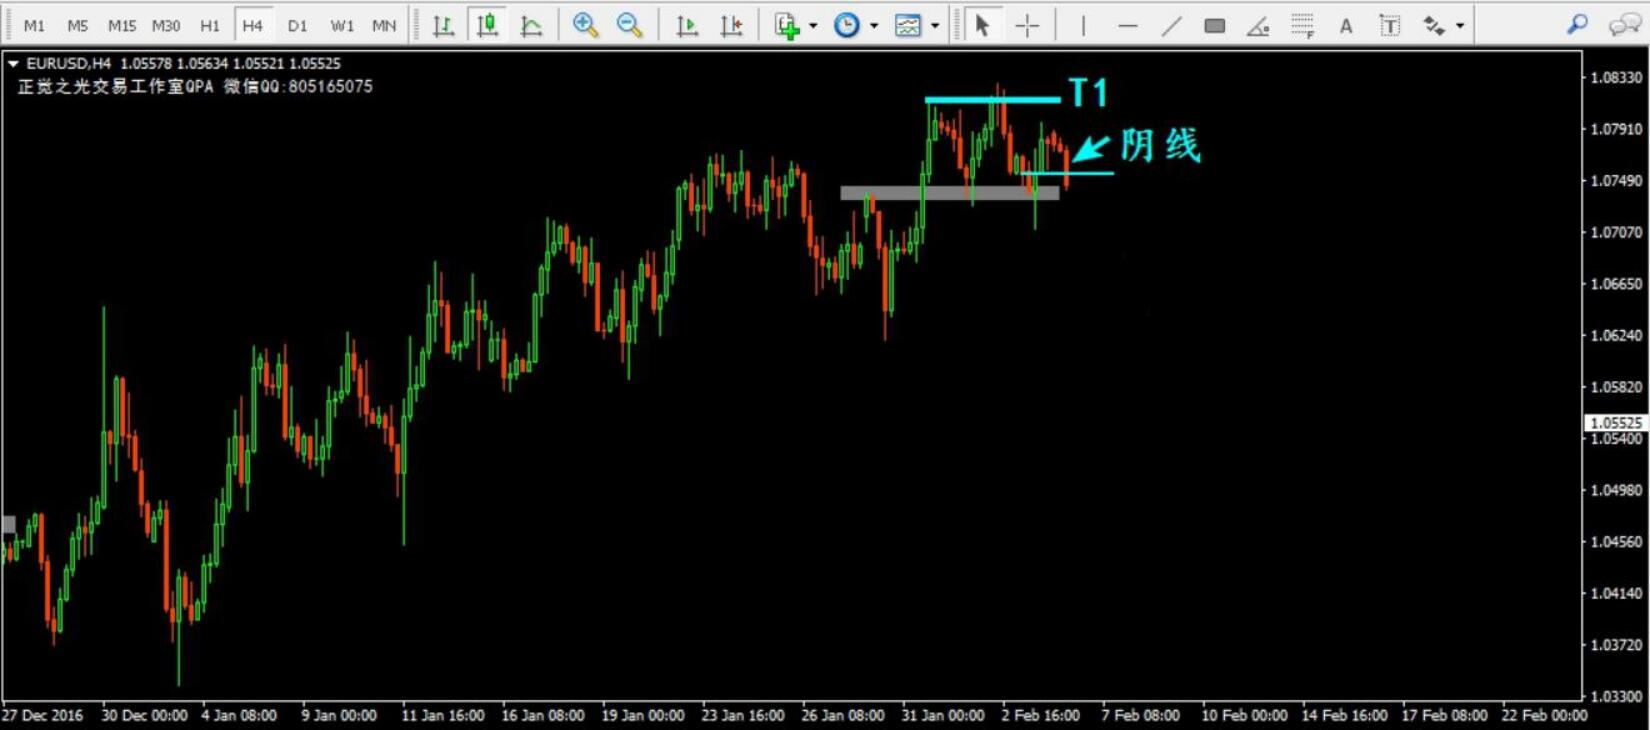 M1 M5 M15 M30 H1 H4 D1 W1 MN F A T
EURUSD,H4 1.05578 1.05634 1.05521 1.05525
正觉之光交易工作室QPA 微信QQ:805165075
T1
阴线
1.08330
1.07910
1.07490
1.07070
1.06650
1.06240
1.05820
1.05525
1.05400
1.04980
1.04560
1.04140
1.03720
1.03300
27 Dec 2016 30 Dec 00:00 4 Jan 08:00 9 Jan 00:00 11 Jan 16:00 16 Jan 08:00 19 Jan 00:00 23 Jan 16:00 26 Jan 08:00 31 Jan 00:00 2 Feb 16:00 7 Feb 08:00 10 Feb 00:00 14 Feb 16:00 17 Feb 08:00 22 Feb 00:00